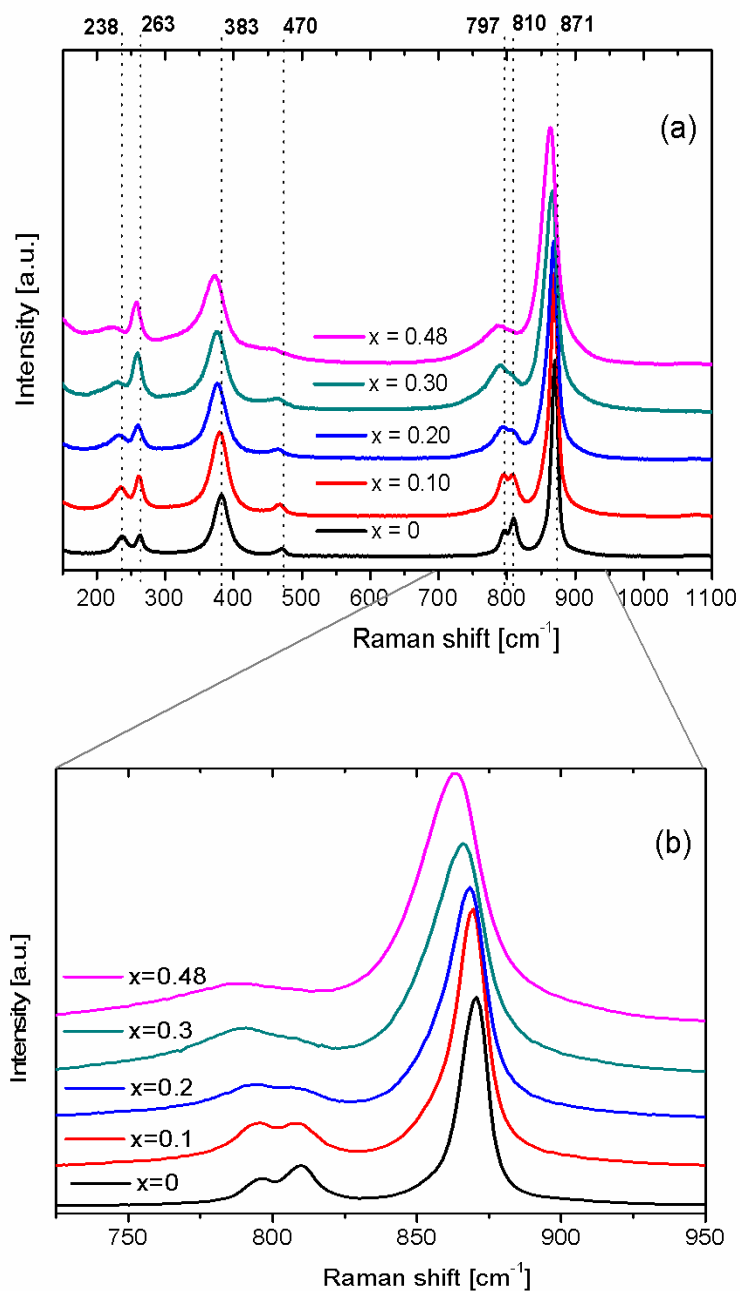 238 263 383 470 797 810 871
(a)
Intensity [a.u.]
x = 0.48
x = 0.30
x = 0.20
x = 0.10
x = 0
200 300 400 500 600 700 800 900 1000 1100
Raman shift [cm⁻¹]
(b)
Intensity [a.u.]
x=0.48
x=0.3
x=0.2
x=0.1
x=0
750 800 850 900 950
Raman shift [cm⁻¹]